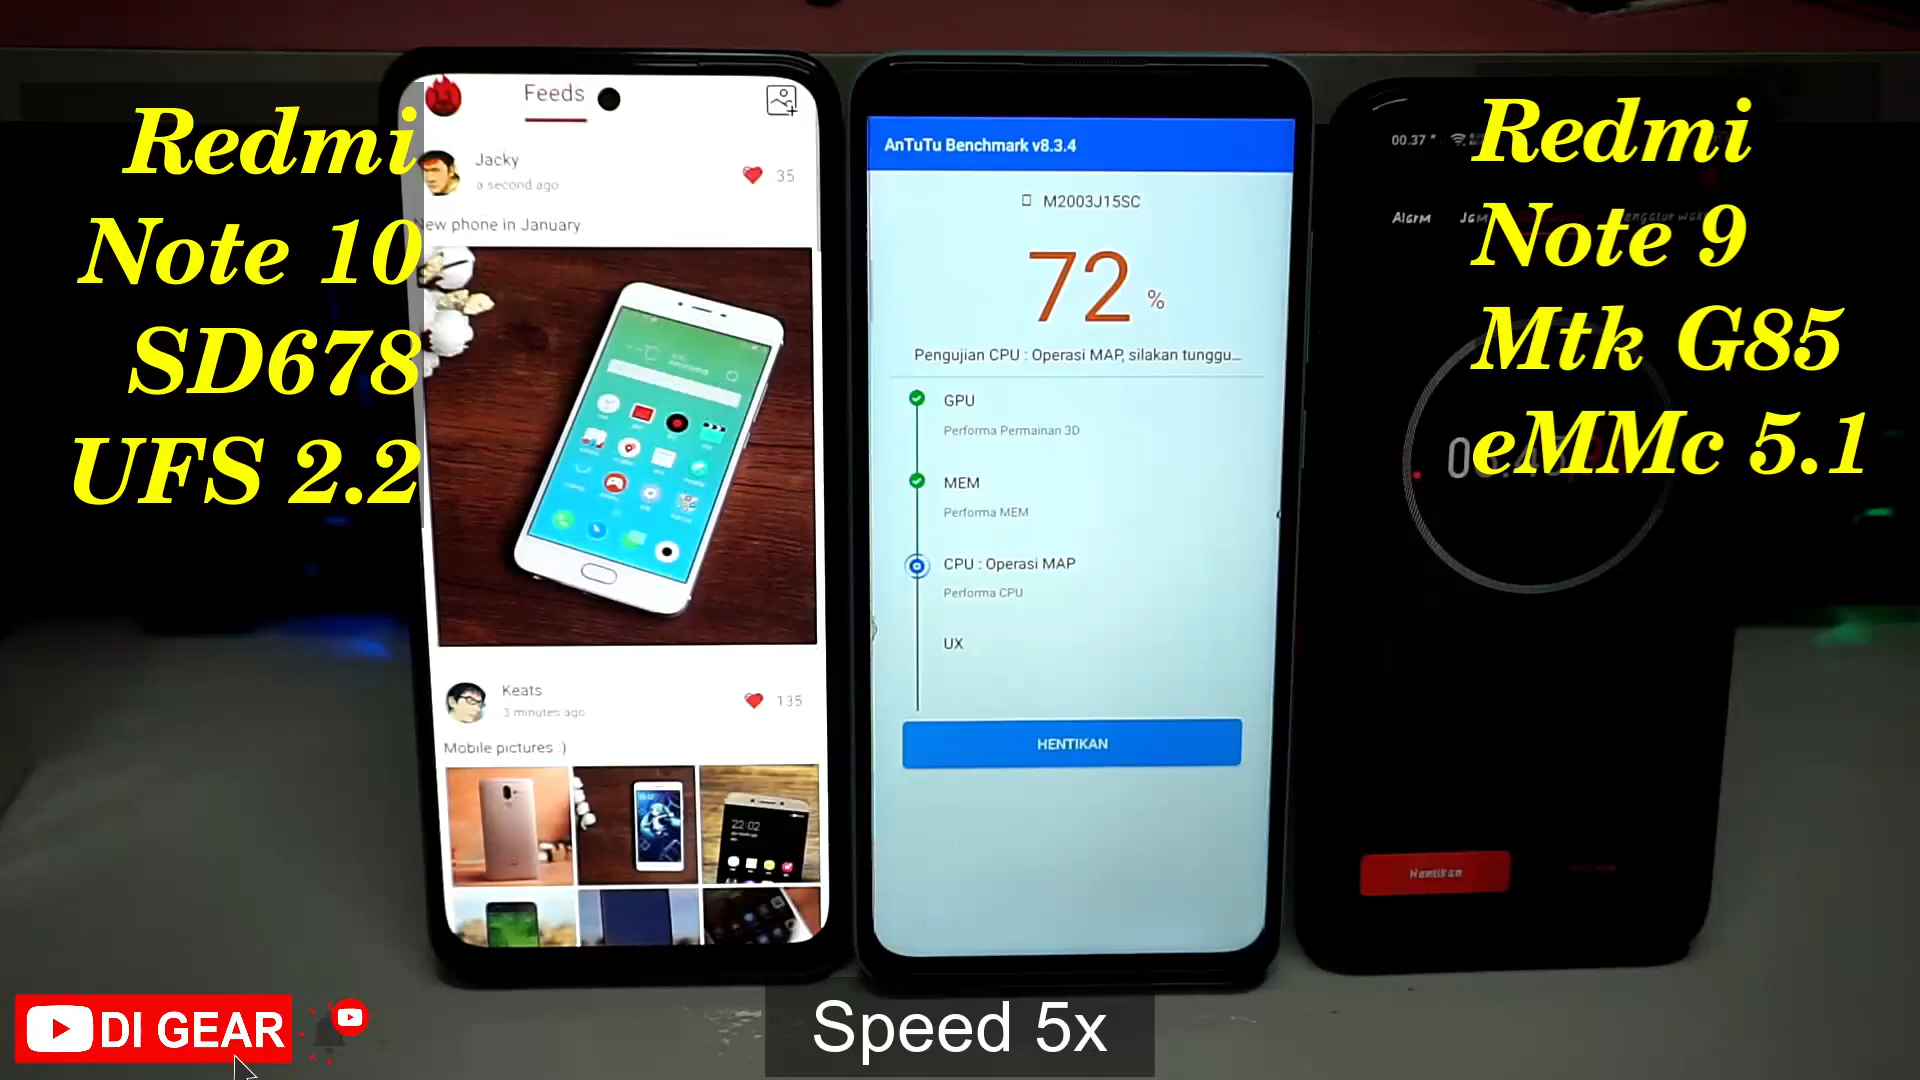 Redmi
Note 10
SD678
UFS 2.2
Feeds
Jacky
a second ago
35
New phone in January
Keats
3 minutes ago
135
Mobile pictures :)
22:02
AnTuTu Benchmark v8.3.4
M2003J15SC
72 %
Pengujian CPU : Operasi MAP, silakan tunggu...
GPU
Performa Permainan 3D
MEM
Performa MEM
CPU : Operasi MAP
Performa CPU
UX
HENTIKAN
Redmi
Note 9
Mtk G85
eMMc 5.1
00.37
Alarm
Jam
Hentikan
DI GEAR
Speed 5x